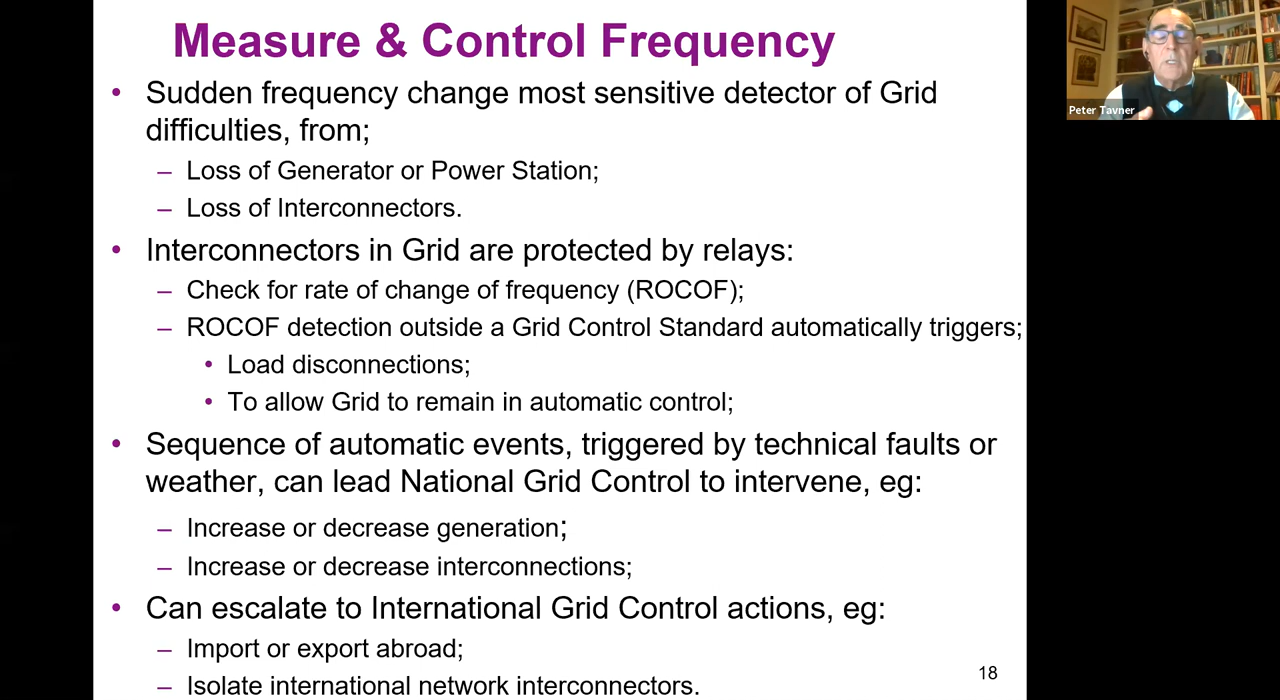 Measure & Control Frequency
• Sudden frequency change most sensitive detector of Grid
difficulties, from;
– Loss of Generator or Power Station;
– Loss of Interconnectors.
• Interconnectors in Grid are protected by relays:
– Check for rate of change of frequency (ROCOF);
– ROCOF detection outside a Grid Control Standard automatically triggers;
• Load disconnections;
• To allow Grid to remain in automatic control;
• Sequence of automatic events, triggered by technical faults or
weather, can lead National Grid Control to intervene, eg:
– Increase or decrease generation;
– Increase or decrease interconnections;
• Can escalate to International Grid Control actions, eg:
– Import or export abroad;
– Isolate international network interconnectors.
18
Peter Tavner